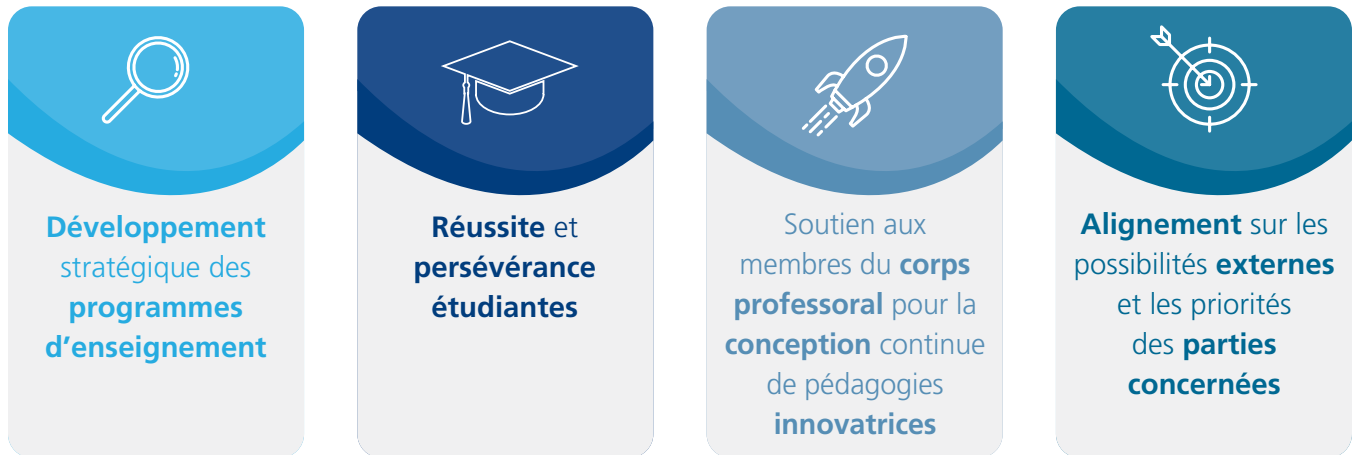 Développement
stratégique des
programmes
d’enseignement
Réussite et
persévérance
étudiantes
Soutien aux
membres du corps
professoral pour la
conception continue
de pédagogies
innovatrices
Alignement sur les
possibilités externes
et les priorités
des parties
concernées